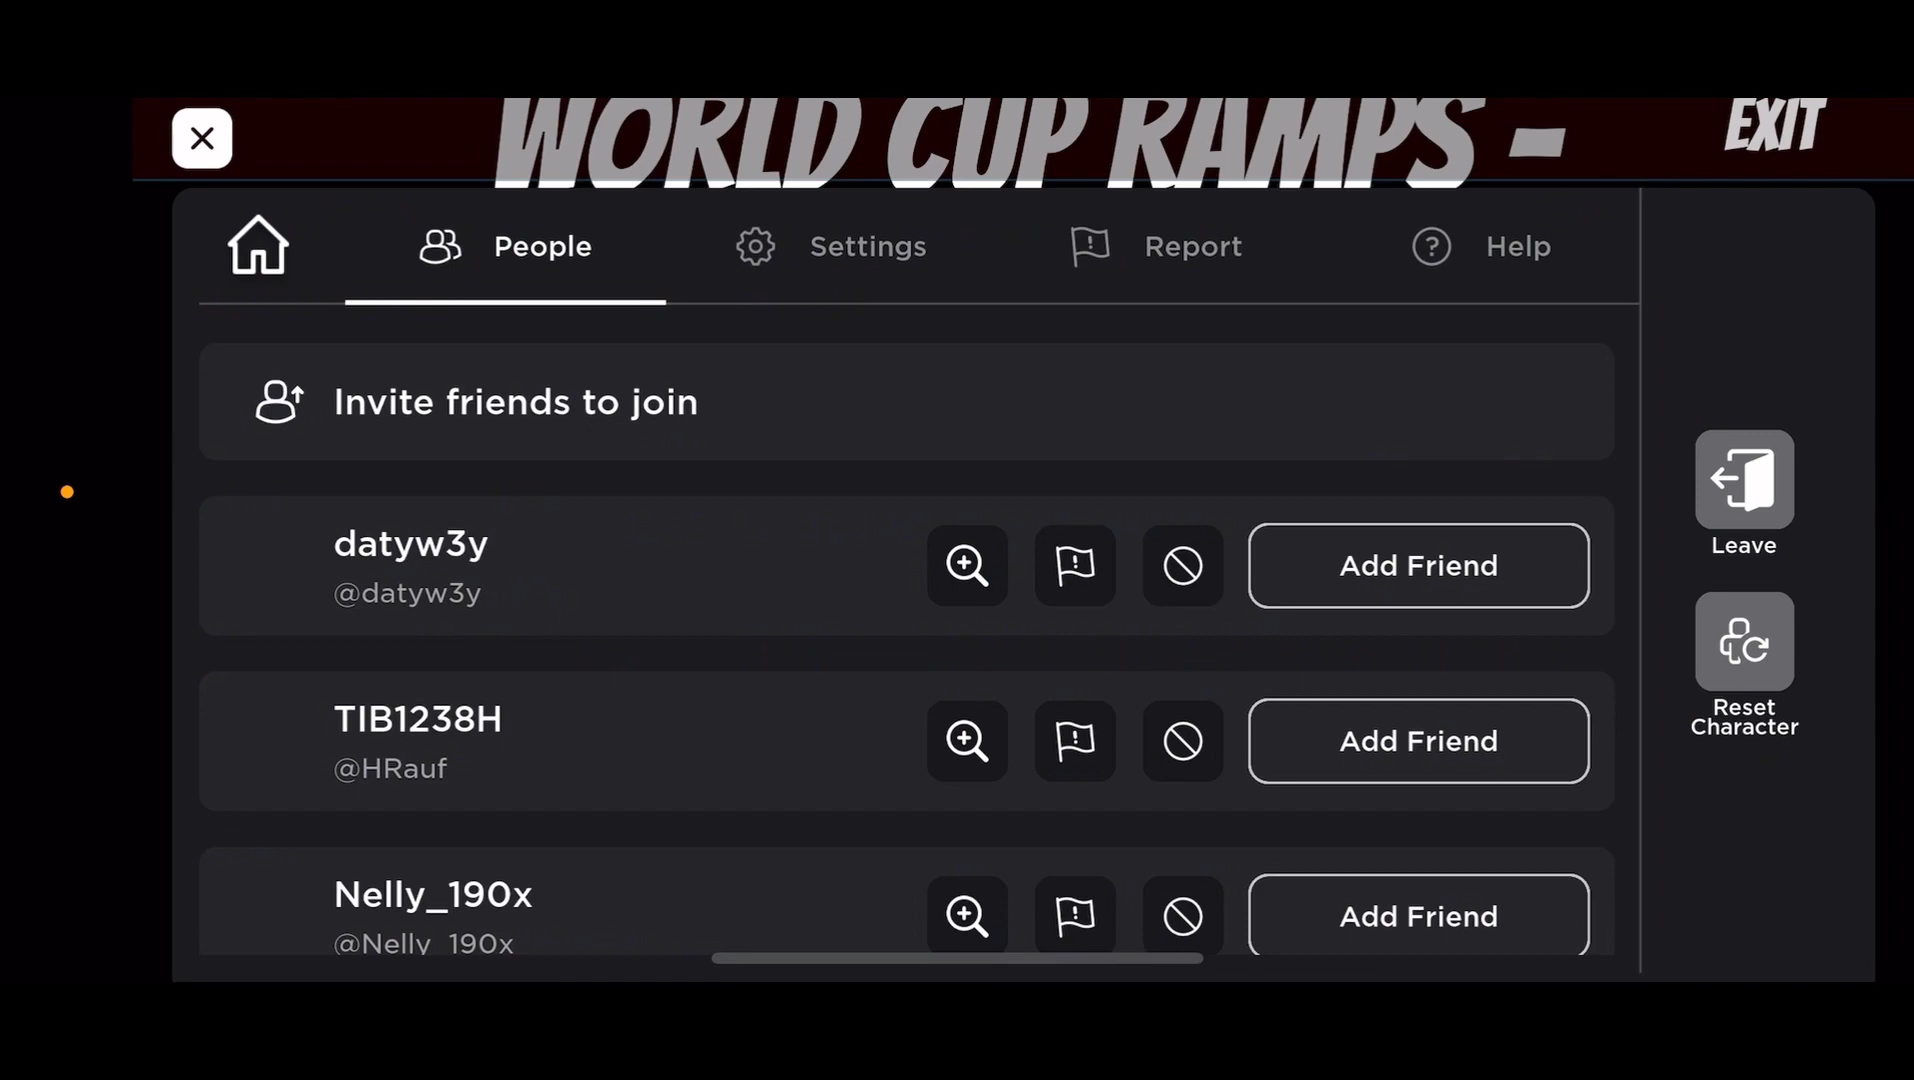 WORLD CUP RAMPS -
EXIT
People
Settings
Report
Help
Invite friends to join
datyw3y
@datyw3y
Add Friend
TIB1238H
@HRauf
Add Friend
Nelly_190x
@Nelly_190x
Add Friend
Leave
Reset
Character